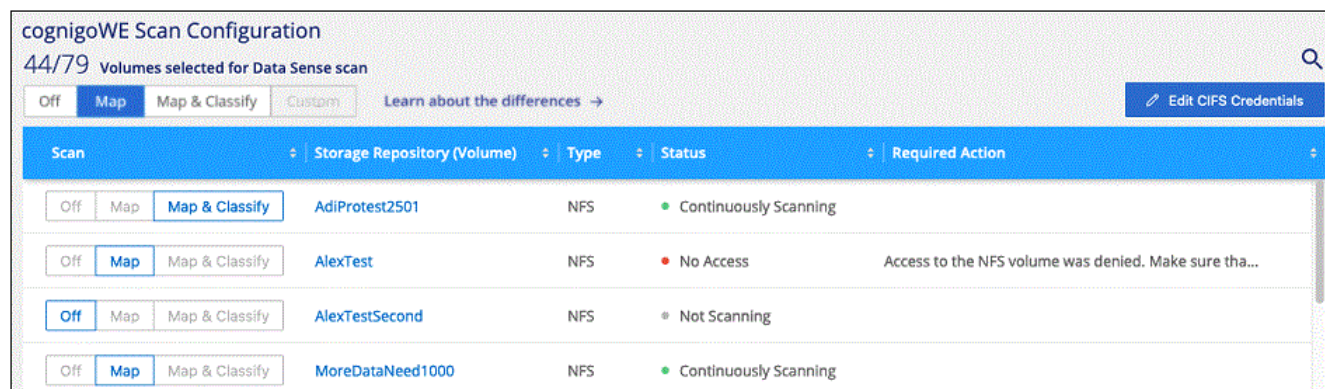 cognigoWE Scan Configuration
44/79 Volumes selected for Data Sense scan
Off Map Map & Classify Custom Learn about the differences → Edit CIFS Credentials
Scan Storage Repository (Volume) Type Status Required Action
Off Map Map & Classify AdiProtest2501 NFS Continuously Scanning
Off Map Map & Classify AlexTest NFS No Access Access to the NFS volume was denied. Make sure tha...
Off Map Map & Classify AlexTestSecond NFS Not Scanning
Off Map Map & Classify MoreDataNeed1000 NFS Continuously Scanning